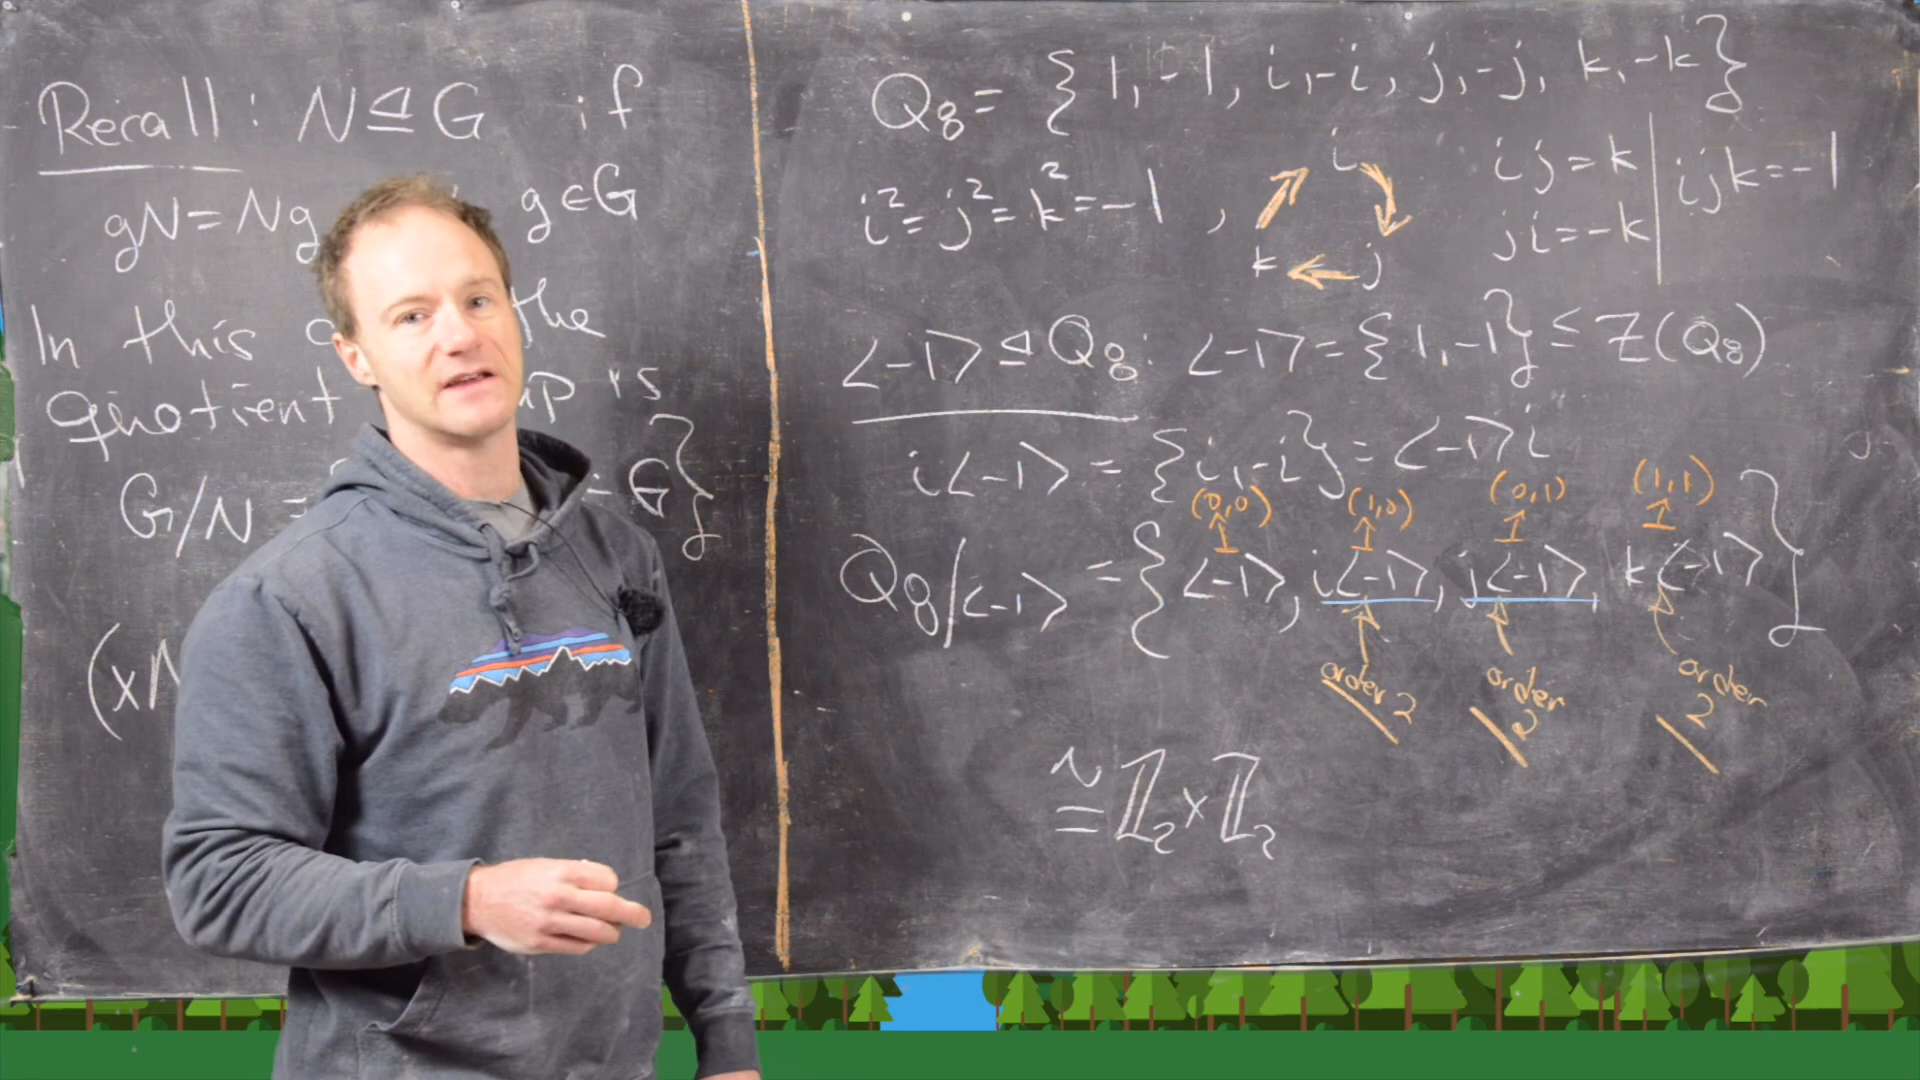 Recall: N ⊴ G if
gN = Ng g ∈ G
In this the
quotient is
G/N = G}
(xN
Q₈ = {1, -1, i, -i, j, -j, k, -k}
i² = j² = k² = -1,
i
k j
ij = k
ji = -k
ijk = -1
<-1> ⊴ Q₈: <-1> = {1, -1} ≤ Z(Q₈)
i<-1> = {i, -i} = <-1>i
(0,0) (1,0) (0,1) (1,1)
Q₈/<-1> = {<-1>, i<-1>, j<-1>, k<-1>}
order 2 order 2 order 2
≅ ℤ₂ × ℤ₂